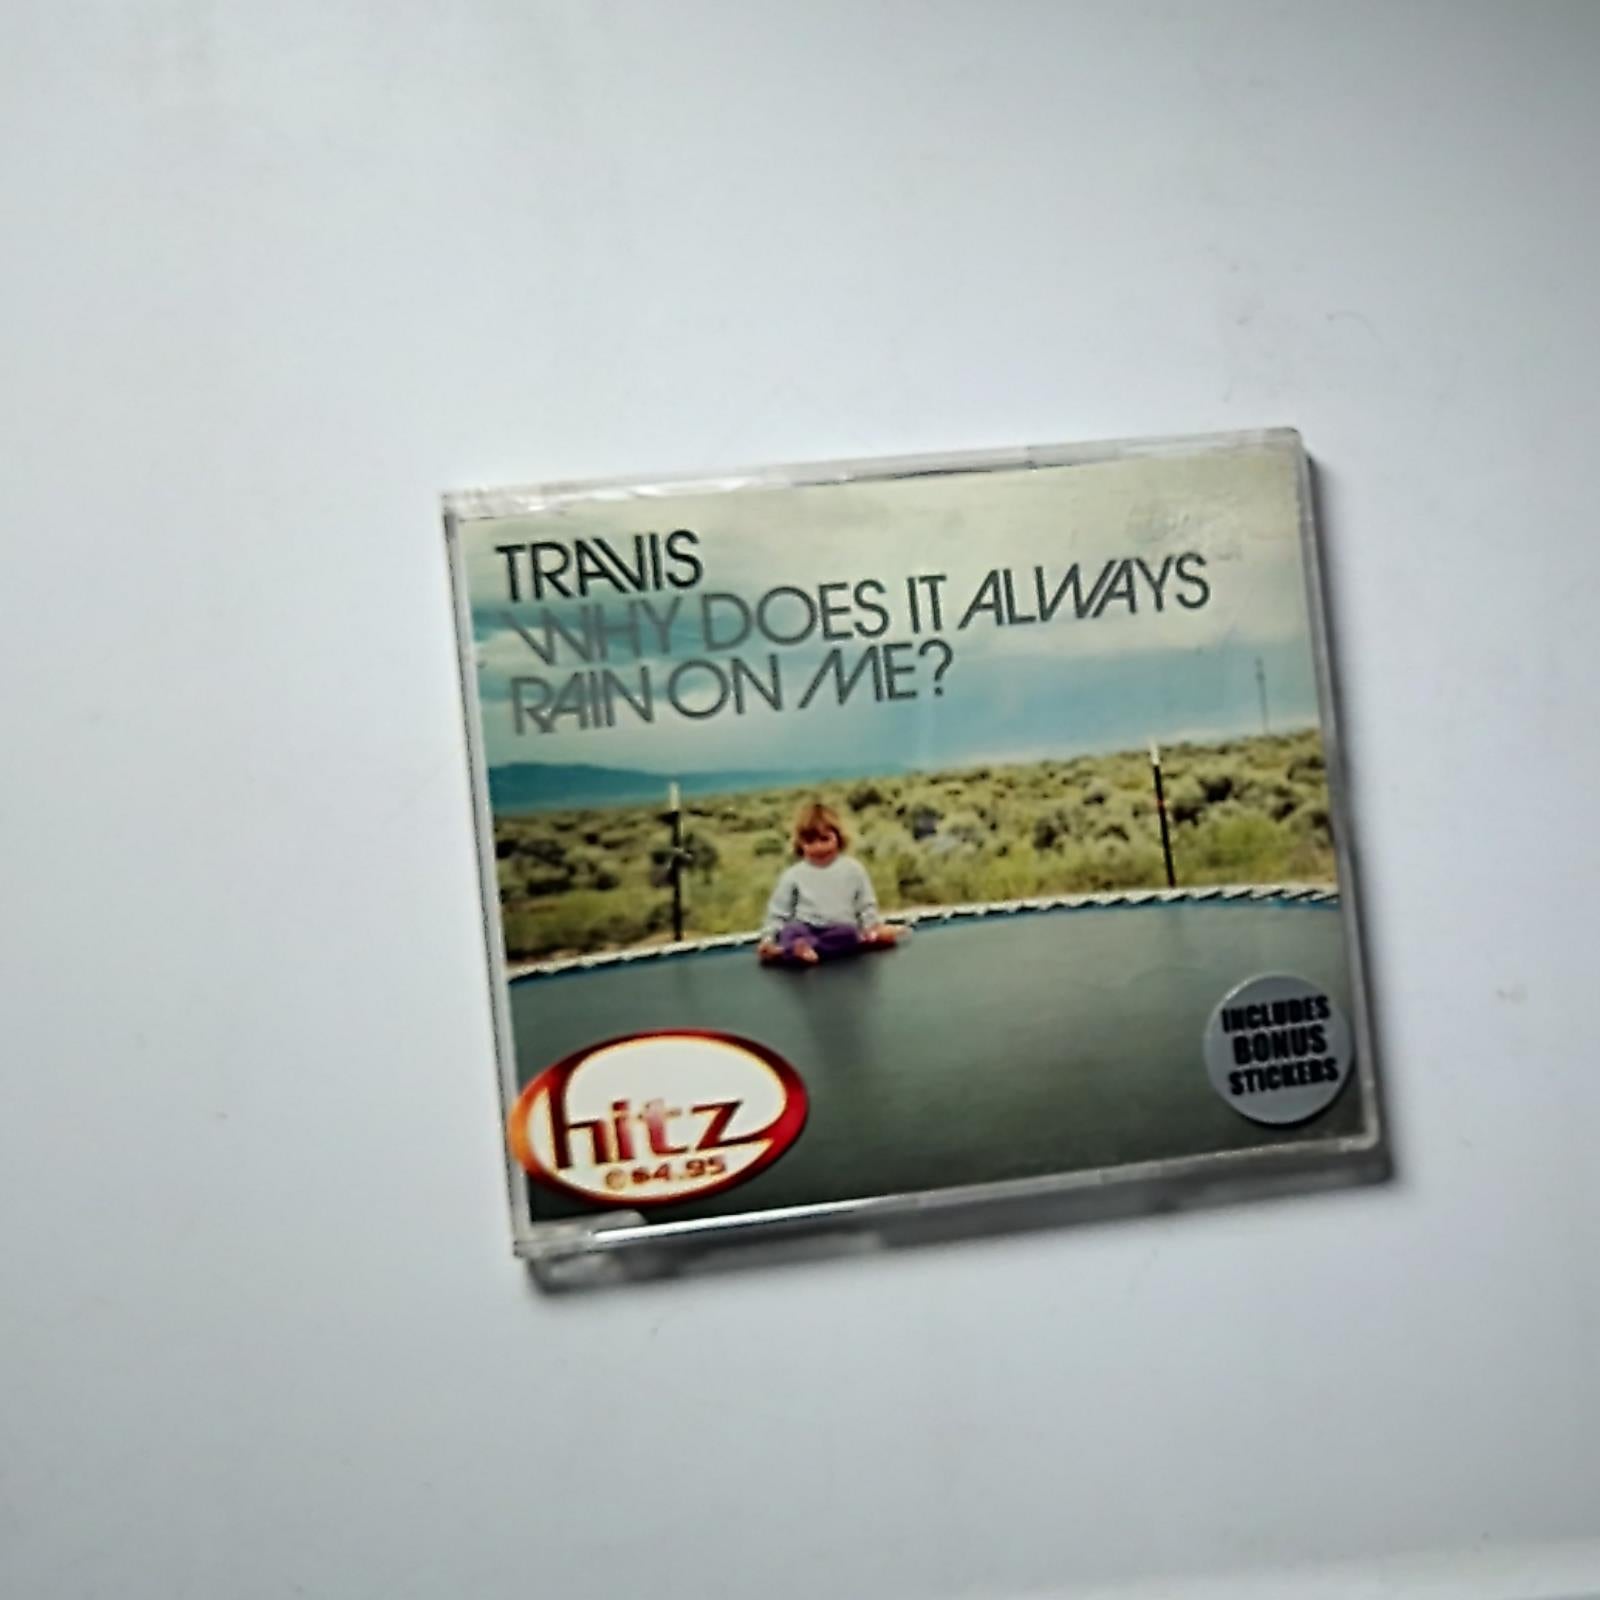 TRAVIS
WHY DOES IT ALWAYS
RAIN ON ME?
hitz
@ $4.95
INCLUDES
BONUS
STICKERS